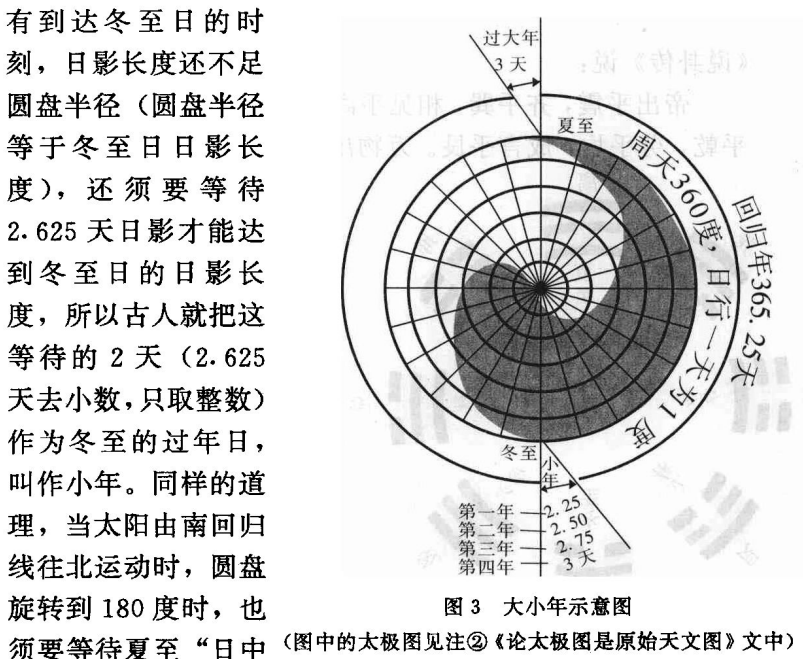 有到达冬至日的时
刻，日影长度还不足
圆盘半径（圆盘半径
等于冬至日日影长
度），还须要等待
2.625天日影才能达
到冬至日的日影长
度，所以古人就把这
等待的2天（2.625
天去小数，只取整数）
作为冬至的过年日，
叫作小年。同样的道
理，当太阳由南回归
线往北运动时，圆盘
旋转到180度时，也
须要等待夏至“日中
过大年
3天
夏至
周天360度，日行一天为1度
回归年365.25天
冬至
小年
第一年 2.25
第二年 2.50
第三年 2.75
第四年 3天
图3 大小年示意图
（图中的太极图见注②《论太极图是原始天文图》文中）